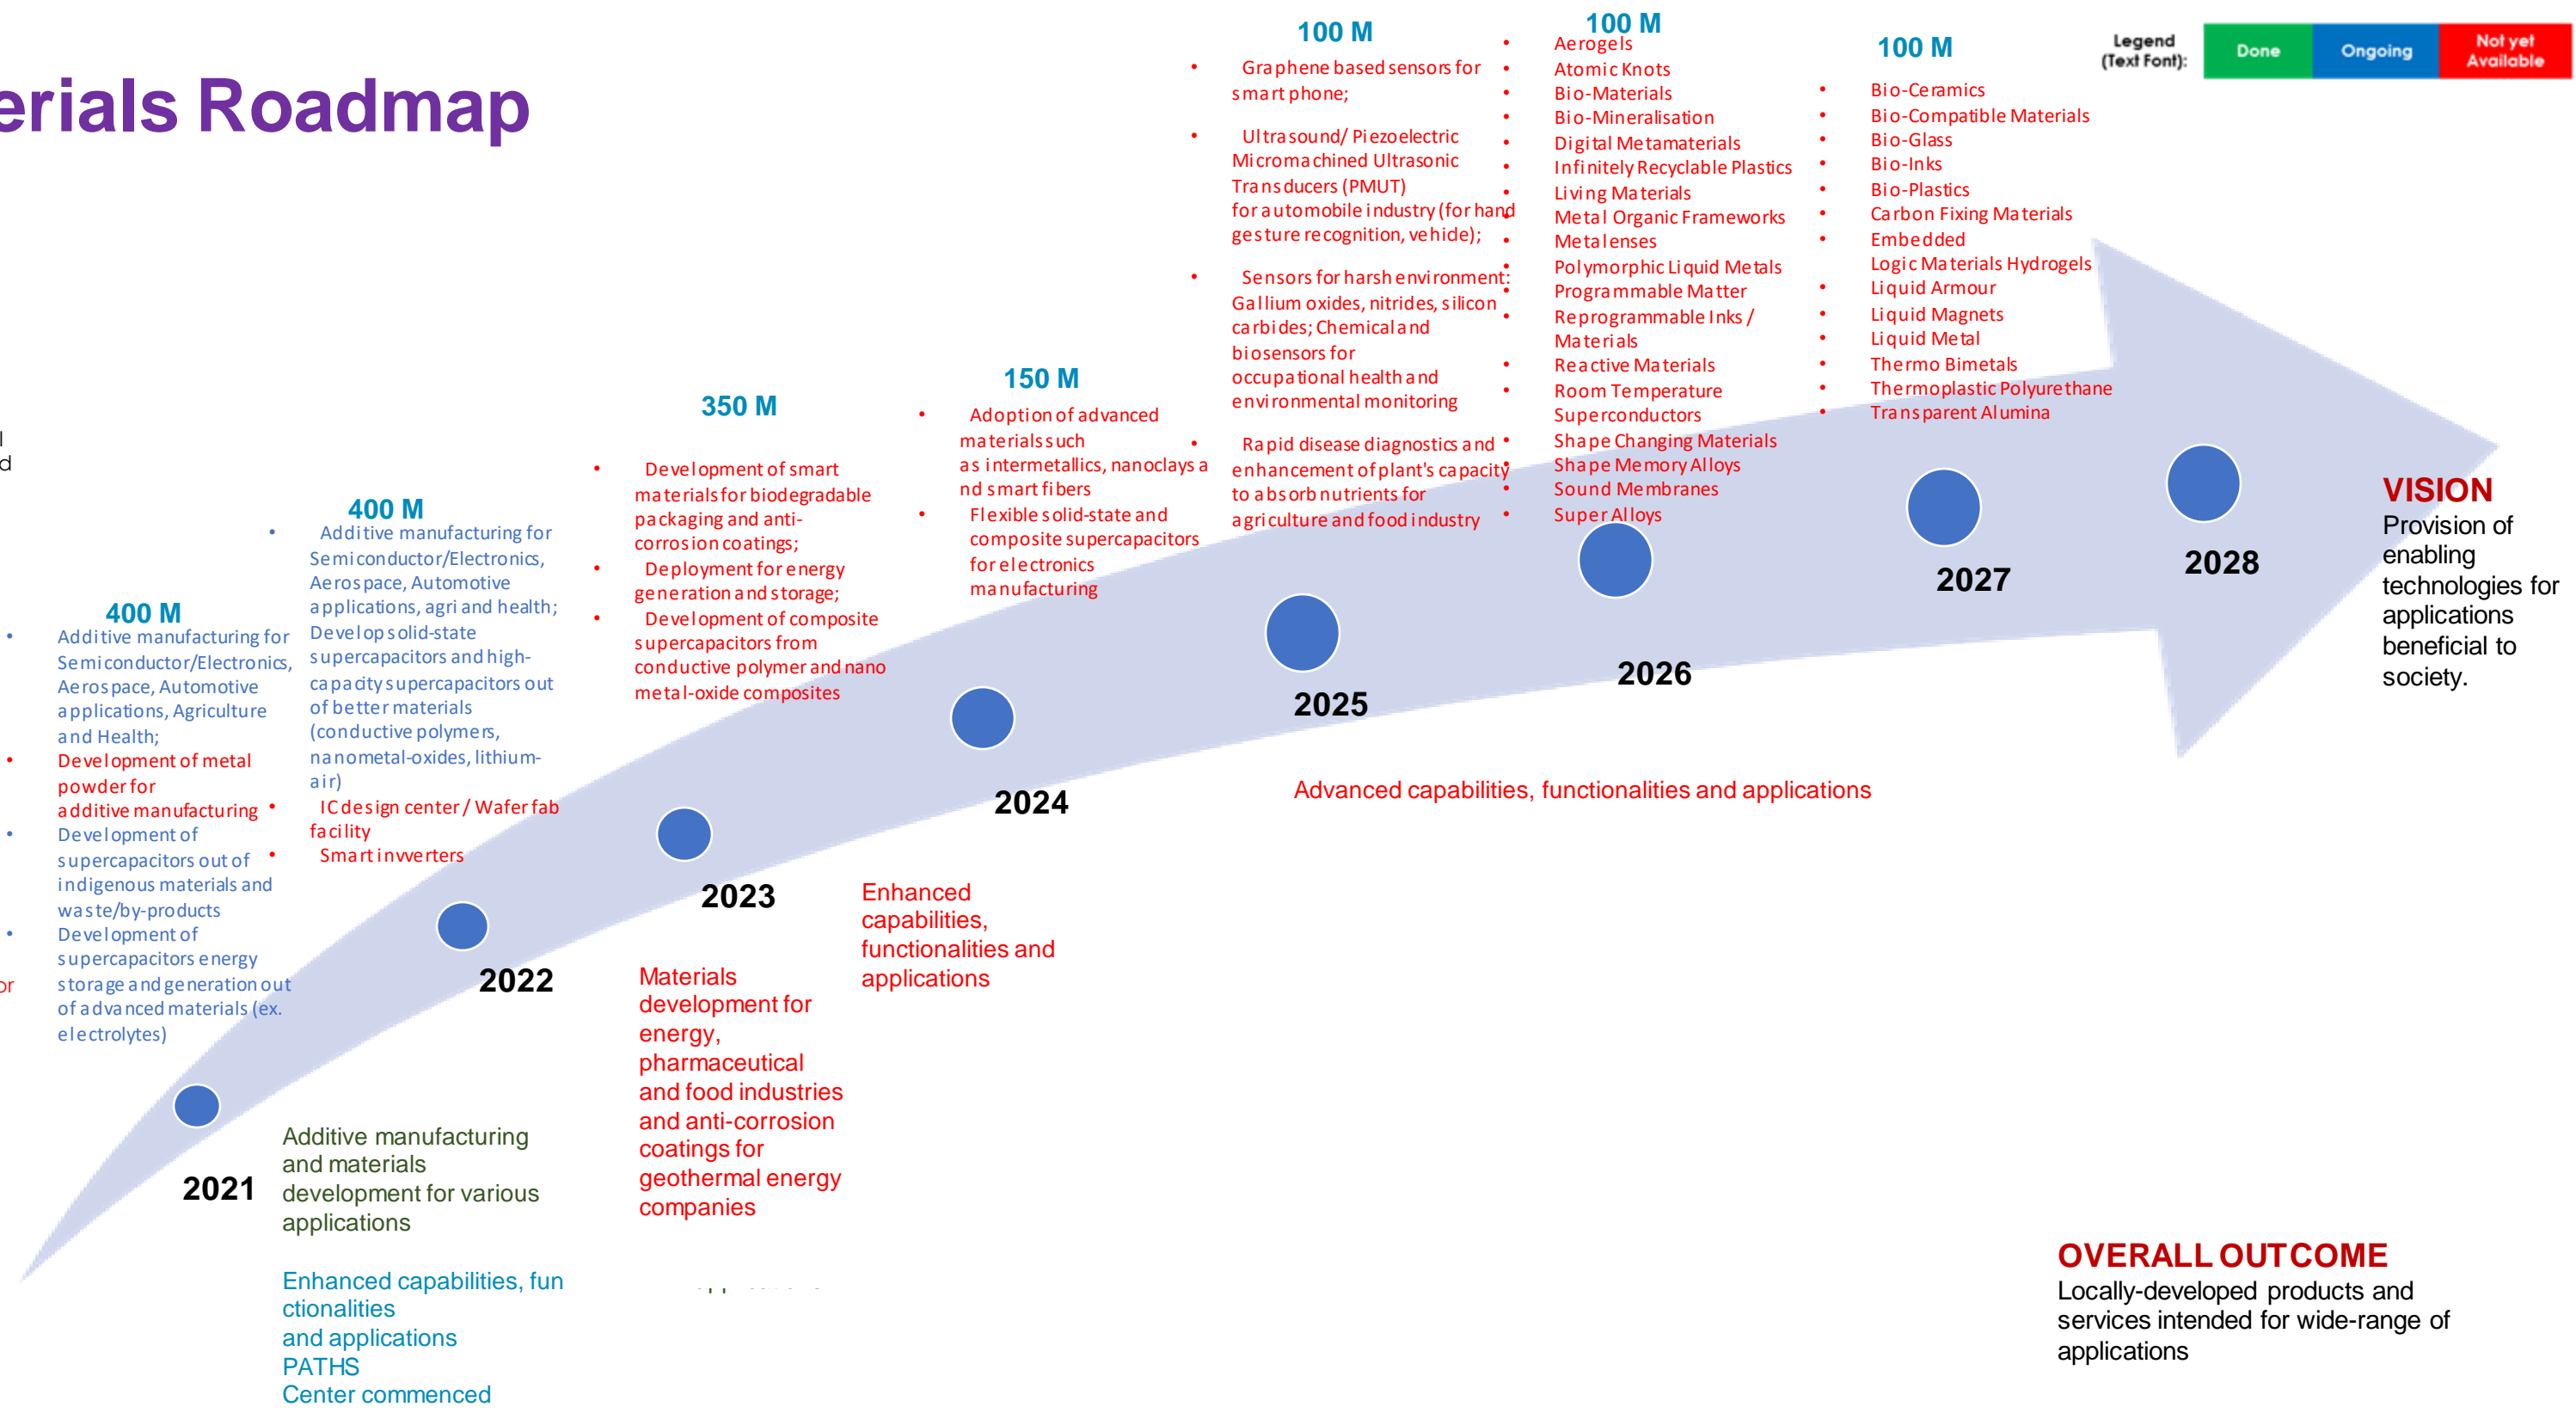 erials Roadmap
Legend
(Text Font):
Done
Ongoing
Not yet
Available
l
d
or
400 M
• Additive manufacturing for
Semiconductor/Electronics,
Aerospace, Automotive
applications, Agriculture
and Health;
• Development of metal
powder for
additive manufacturing
• Development of
supercapacitors out of
indigenous materials and
waste/by-products
• Development of
supercapacitors energy
storage and generation out
of advanced materials (ex.
electrolytes)
400 M
• Additive manufacturing for
Semiconductor/Electronics,
Aerospace, Automotive
applications, agri and health;
Develop solid-state
supercapacitors and high-
capacity supercapacitors out
of better materials
(conductive polymers,
nanometal-oxides, lithium-
air)
• IC design center / Wafer fab
facility
• Smart invverters
350 M
• Development of smart
materials for biodegradable
packaging and anti-
corrosion coatings;
• Deployment for energy
generation and storage;
• Development of composite
supercapacitors from
conductive polymer and nano
metal-oxide composites
150 M
• Adoption of advanced
materials such
as intermetallics, nanoclays a
nd smart fibers
• Flexible solid-state and
composite supercapacitors
for electronics
manufacturing
100 M
• Graphene based sensors for
smart phone;
• Ultrasound/ Piezoelectric
Micromachined Ultrasonic
Transducers (PMUT)
for automobile industry (for hand
gesture recognition, vehicle);
• Sensors for harsh environment:
Gallium oxides, nitrides, silicon
carbides; Chemical and
biosensors for
occupational health and
environmental monitoring
• Rapid disease diagnostics and
enhancement of plant's capacity
to absorb nutrients for
agriculture and food industry
100 M
• Aerogels
• Atomic Knots
• Bio-Materials
• Bio-Mineralisation
• Digital Metamaterials
• Infinitely Recyclable Plastics
• Living Materials
• Metal Organic Frameworks
• Metalenses
• Polymorphic Liquid Metals
• Programmable Matter
• Reprogrammable Inks /
Materials
• Reactive Materials
• Room Temperature
Superconductors
• Shape Changing Materials
• Shape Memory Alloys
• Sound Membranes
• Super Alloys
100 M
• Bio-Ceramics
• Bio-Compatible Materials
• Bio-Glass
• Bio-Inks
• Bio-Plastics
• Carbon Fixing Materials
• Embedded
Logic Materials Hydrogels
• Liquid Armour
• Liquid Magnets
• Liquid Metal
• Thermo Bimetals
• Thermoplastic Polyurethane
• Transparent Alumina
2021
2022
2023
2024
2025
2026
2027
2028
VISION
Provision of
enabling
technologies for
applications
beneficial to
society.
Additive manufacturing
and materials
development for various
applications
Enhanced capabilities, fun
ctionalities
and applications
PATHS
Center commenced
Materials
development for
energy,
pharmaceutical
and food industries
and anti-corrosion
coatings for
geothermal energy
companies
Enhanced
capabilities,
functionalities and
applications
Advanced capabilities, functionalities and applications
OVERALL OUTCOME
Locally-developed products and
services intended for wide-range of
applications